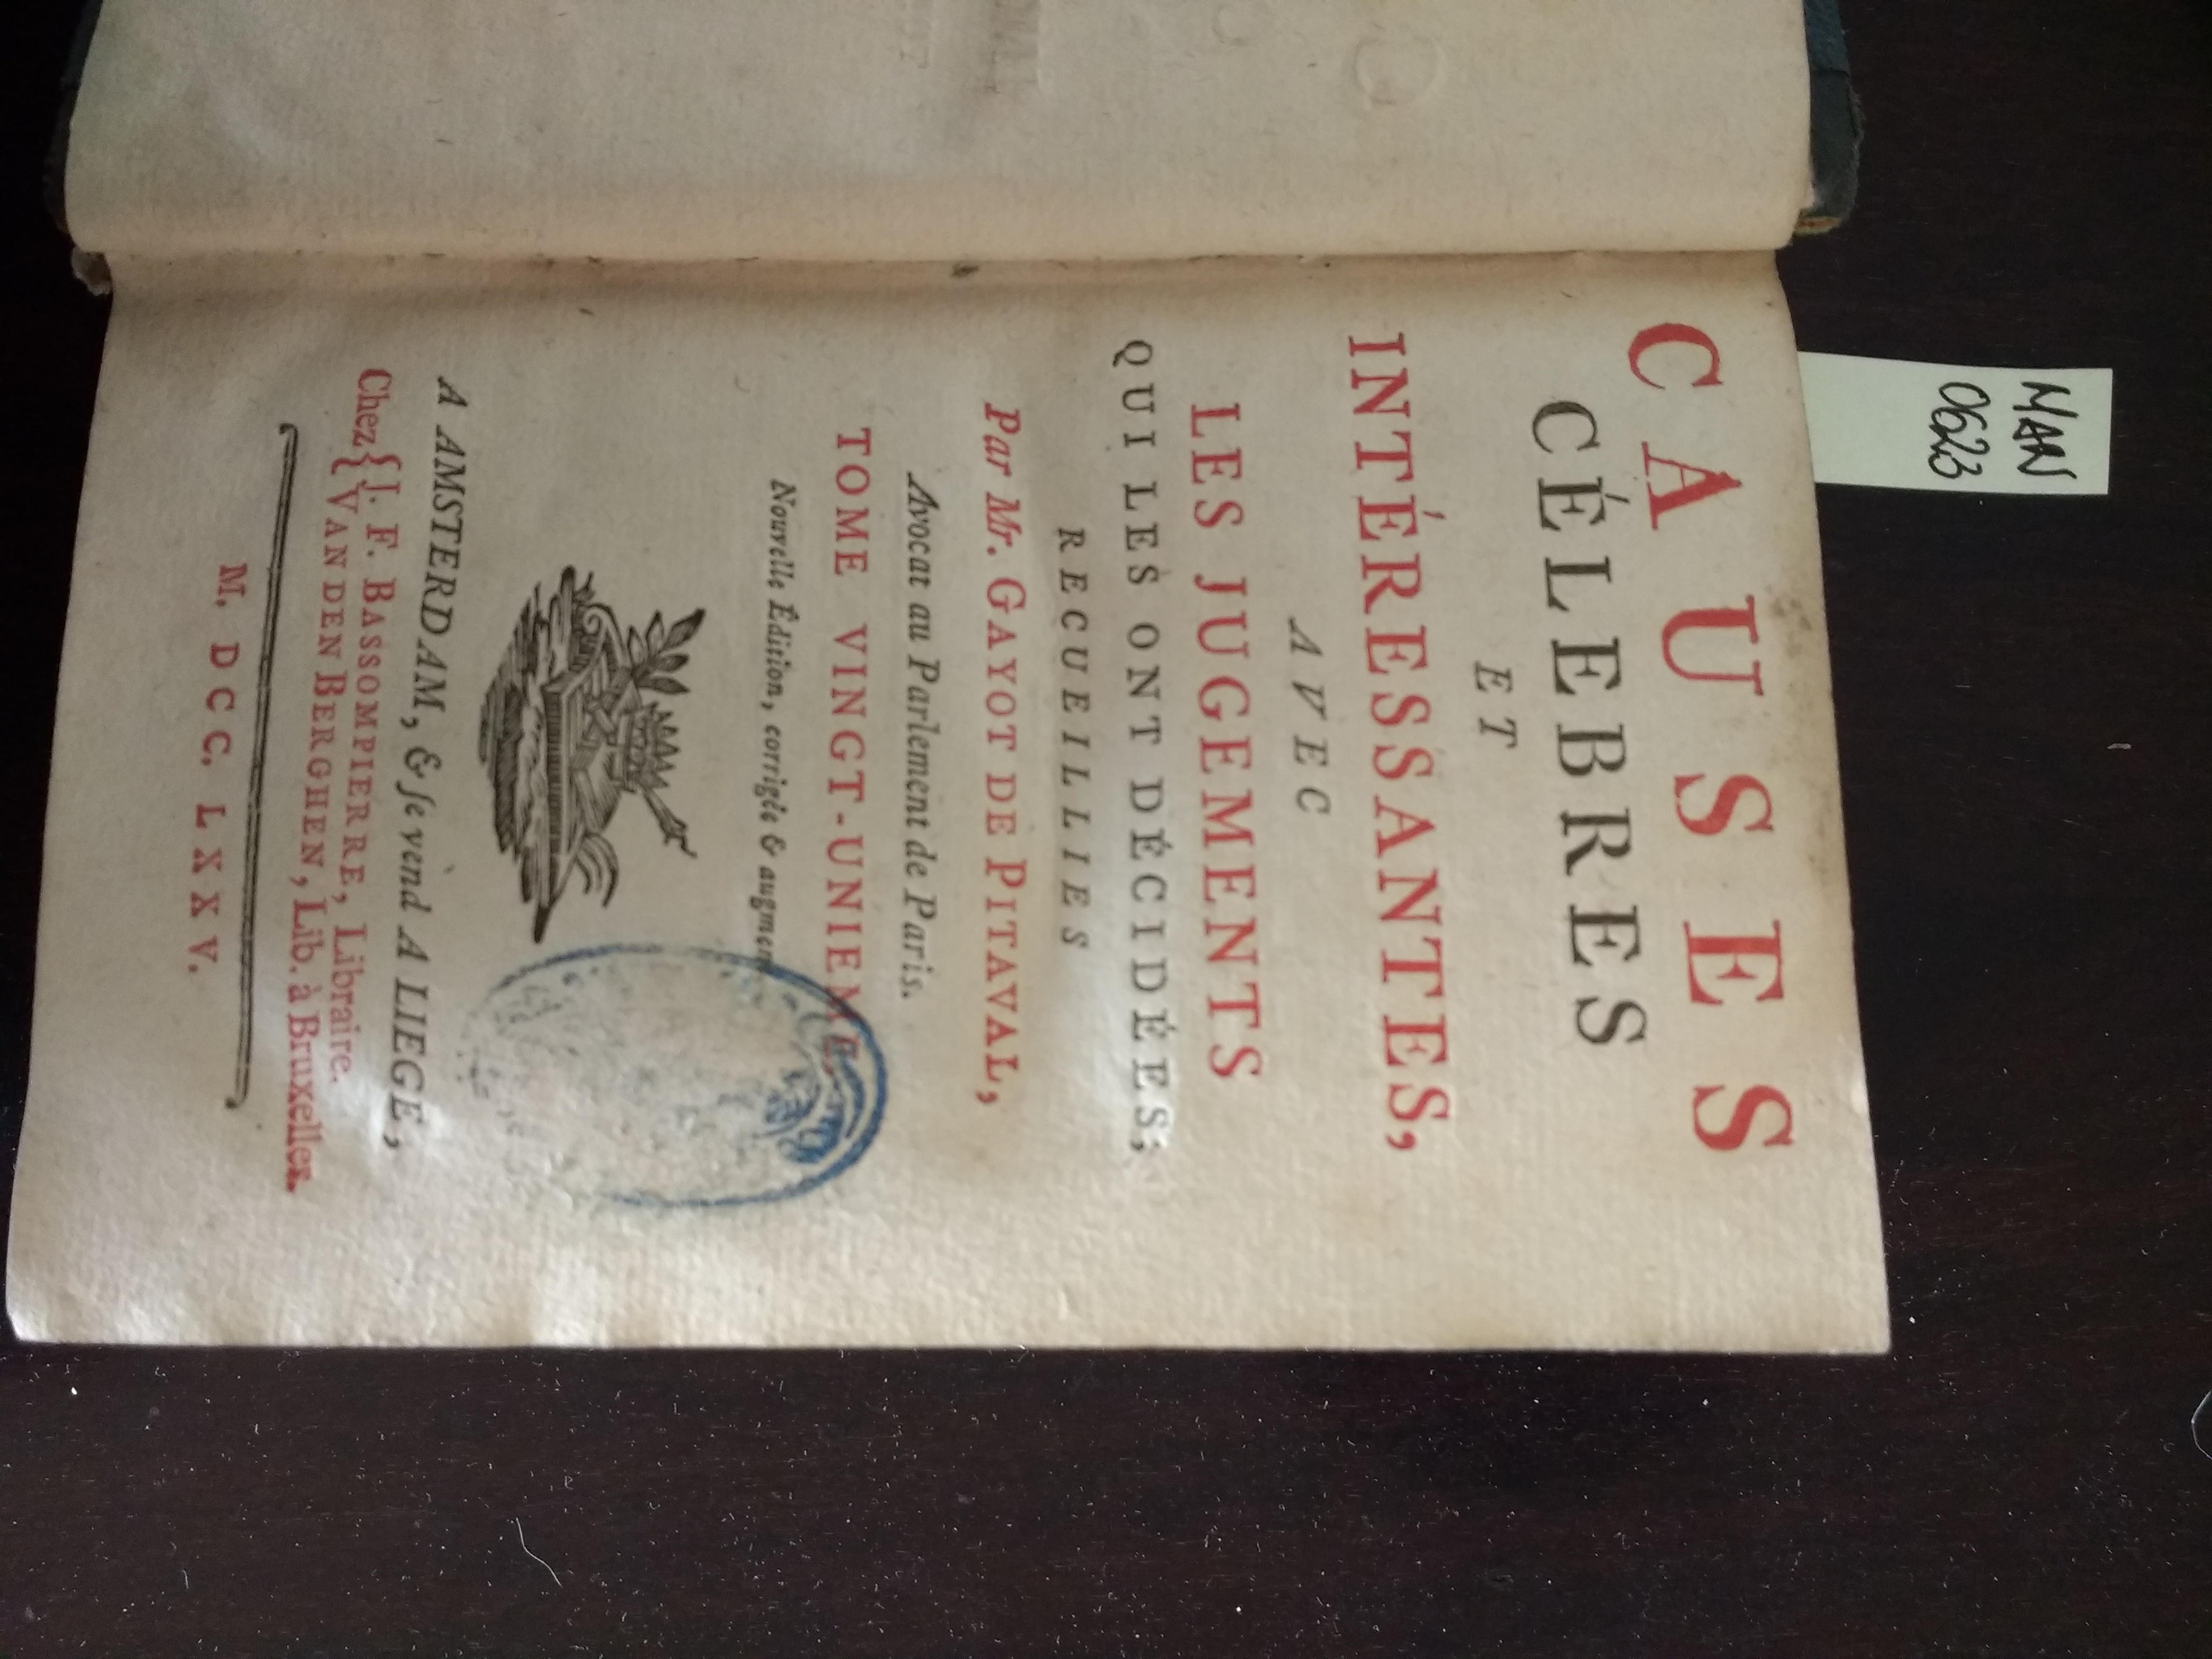 MAN
0623
CAUSES
CÉLEBRES
ET
INTÉRESSANTES,
AVEC
LES JUGEMENTS
QUI LES ONT DÉCIDÉES;
RECUEILLIES
Par Mr. GAYOT DE PITAVAL,
Avocat au Parlement de Paris.
TOME VINGT-UNIEME
Nouvelle Édition, corrigée & augmen
A AMSTERDAM, & se vend A LIEGE,
Chez { J. F. BASSOMPIERRE, Libraire.
{ VANDEN BERGHEN, Lib. à Bruxelles.
M. DCC. LXXV.